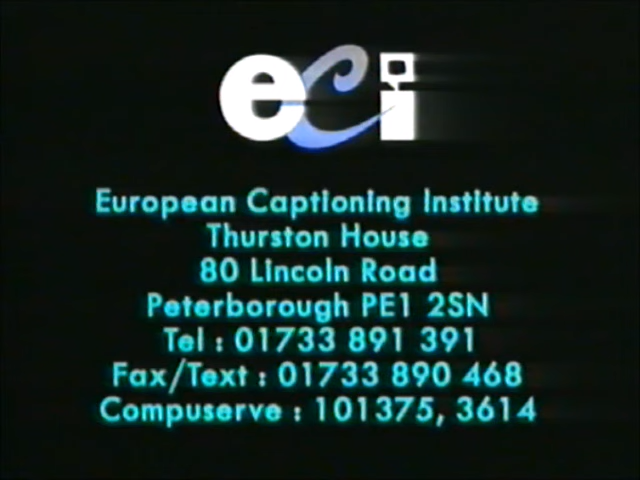 eci
European Captioning Institute
Thurston House
80 Lincoln Road
Peterborough PE1 2SN
Tel : 01733 891 391
Fax/Text : 01733 890 468
Compuserve : 101375, 3614